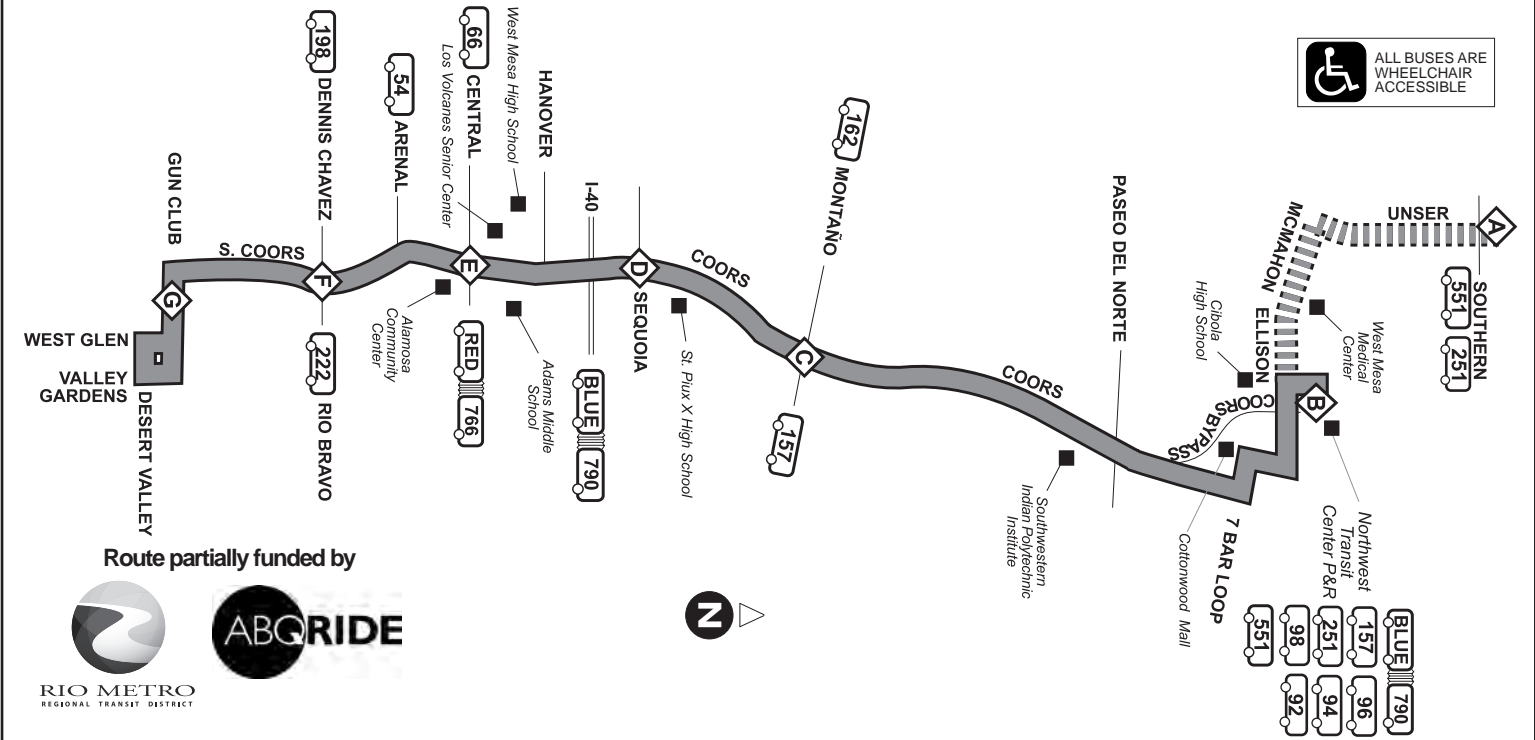 ALL BUSES ARE
WHEELCHAIR
ACCESSIBLE
A
UNSER
SOUTHERN
551
251
MCMAHON
West Mesa
Medical
Center
ELLISON
Cibola
High School
B
COORS BYPASS
Northwest
Transit
Center P&R
BLUE
790
157
96
251
94
98
92
551
Cottonwood Mall
7 BAR LOOP
PASEO DEL NORTE
Southwestern
Indian Polytechnic
Institute
COORS
162
MONTAÑO
C
157
COORS
St. Piux X High School
D
SEQUOIA
I-40
BLUE
790
HANOVER
West Mesa High School
Adams Middle
School
Los Volcanes Senior Center
66
CENTRAL
E
RED
766
Alamosa
Community
Center
54
ARENAL
198
DENNIS CHAVEZ
F
222
RIO BRAVO
S. COORS
GUN CLUB
G
WEST GLEN
VALLEY
GARDENS
DESERT VALLEY
N
Route partially funded by
RIO METRO
REGIONAL TRANSIT DISTRICT
ABQRIDE